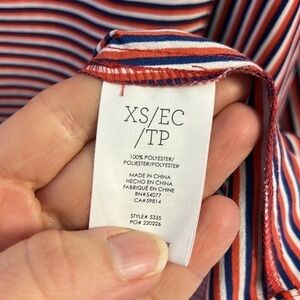 XS/EC
/TP
100% POLYESTER/
POLIESTER/POLYESTER
MADE IN CHINA
HECHO EN CHINA
FABRIQUÉ EN CHINE
RN#54077
CA#59814
STYLE# 5335
PO# 220226